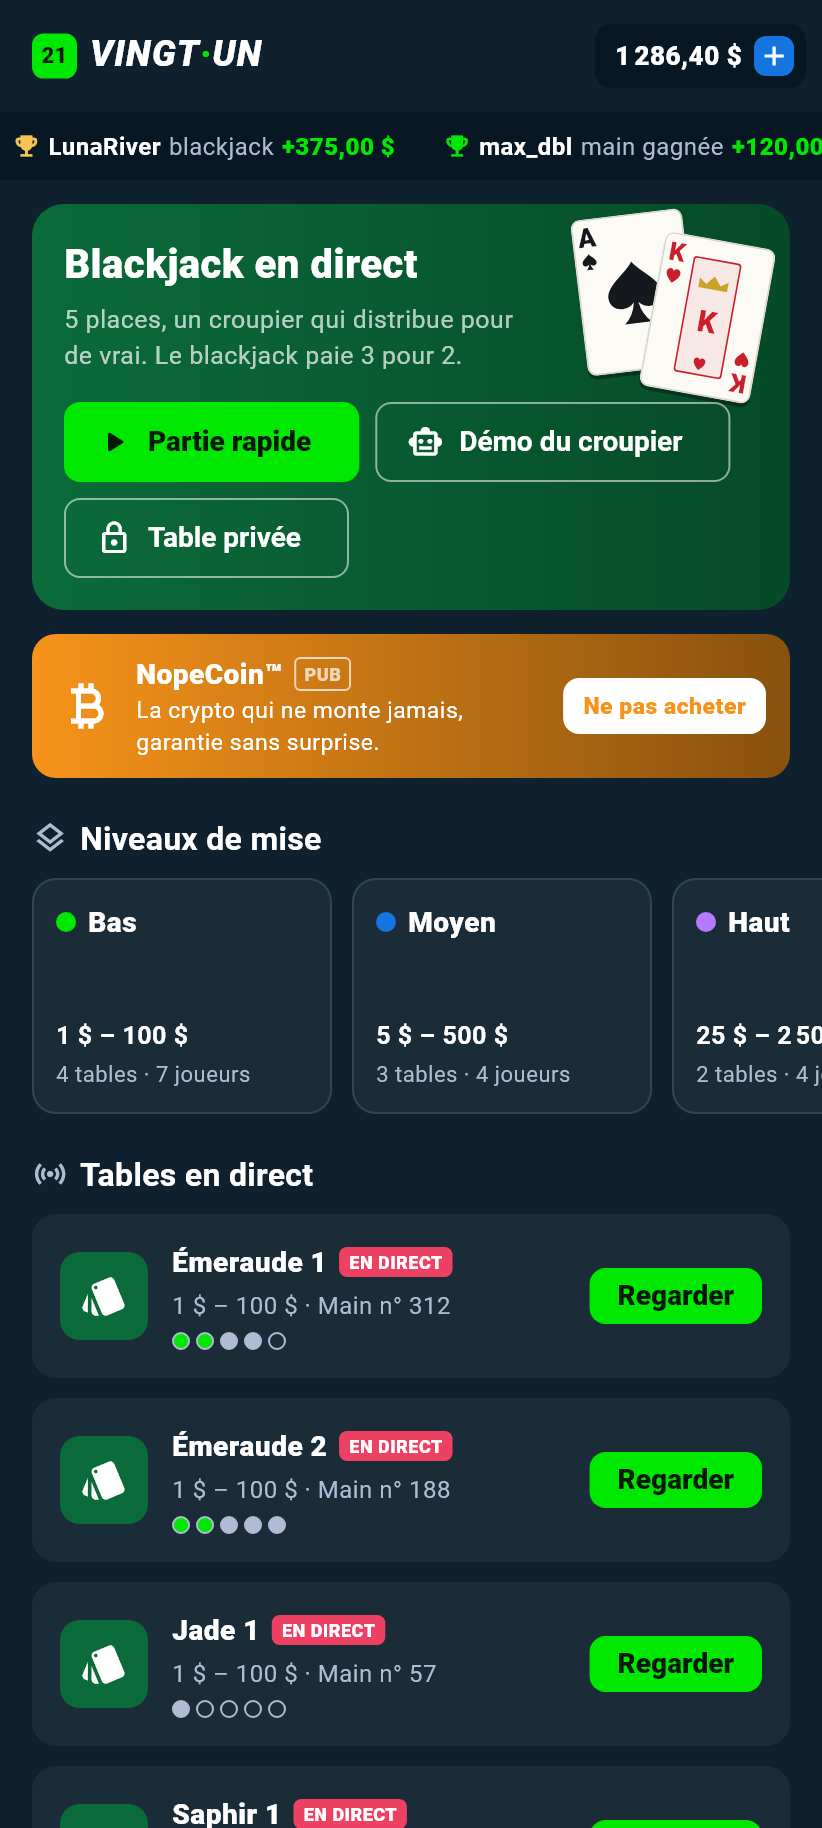 21 VINGT·UN
1 286,40 $
LunaRiver blackjack +375,00 $
max_dbl main gagnée +120,00
Blackjack en direct
5 places, un croupier qui distribue pour
de vrai. Le blackjack paie 3 pour 2.
A
K
K
K
Partie rapide
Démo du croupier
Table privée
NopeCoin™ PUB
La crypto qui ne monte jamais,
garantie sans surprise.
Ne pas acheter
Niveaux de mise
Bas
1 $ – 100 $
4 tables · 7 joueurs
Moyen
5 $ – 500 $
3 tables · 4 joueurs
Haut
25 $ – 2 50
2 tables · 4 j
Tables en direct
Émeraude 1 EN DIRECT
1 $ – 100 $ · Main n° 312
Regarder
Émeraude 2 EN DIRECT
1 $ – 100 $ · Main n° 188
Regarder
Jade 1 EN DIRECT
1 $ – 100 $ · Main n° 57
Regarder
Saphir 1 EN DIRECT